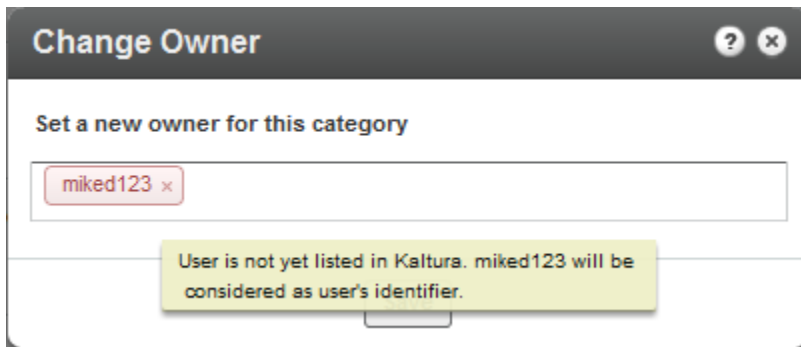 Change Owner
Set a new owner for this category
miked123 ×
User is not yet listed in Kaltura. miked123 will be
considered as user's identifier.